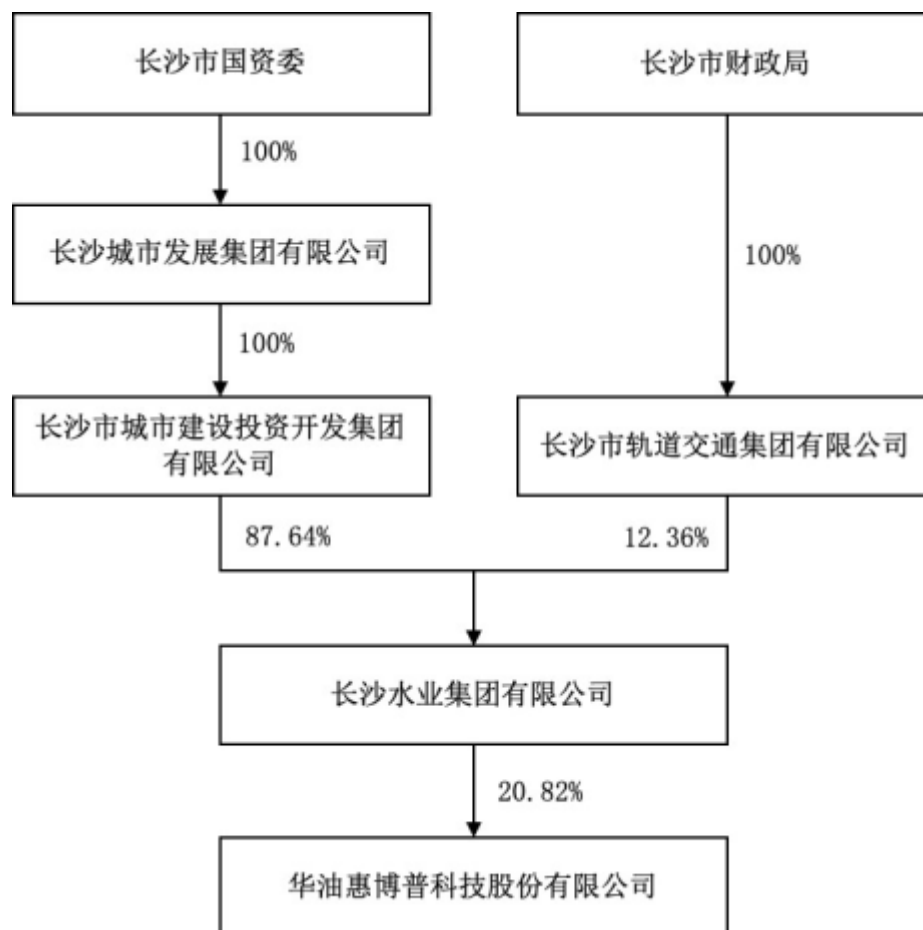 长沙市国资委
长沙市财政局
100%
长沙城市发展集团有限公司
100%
100%
长沙市城市建设投资开发集团
有限公司
长沙市轨道交通集团有限公司
87.64%
12.36%
长沙水业集团有限公司
20.82%
华油惠博普科技股份有限公司